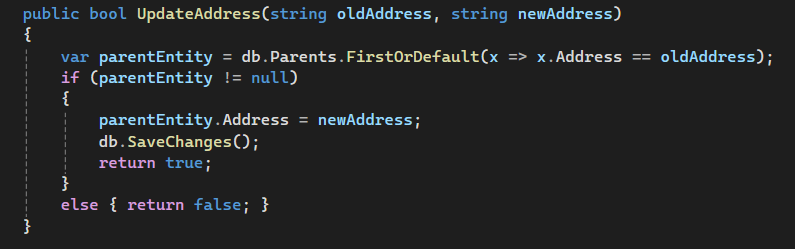 public bool UpdateAddress(string oldAddress, string newAddress)
{
var parentEntity = db.Parents.FirstOrDefault(x => x.Address == oldAddress);
if (parentEntity != null)
{
parentEntity.Address = newAddress;
db.SaveChanges();
return true;
}
else { return false; }
}